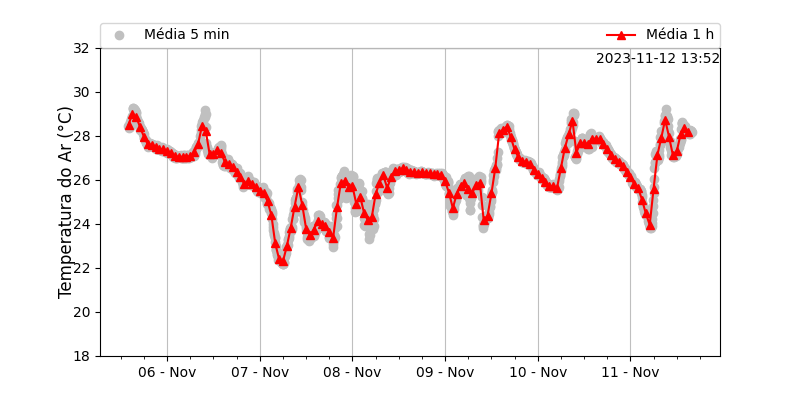 Média 5 min
Média 1 h
2023-11-12 13:52
Temperatura do Ar (°C)
32
30
28
26
24
22
20
18
06 - Nov
07 - Nov
08 - Nov
09 - Nov
10 - Nov
11 - Nov